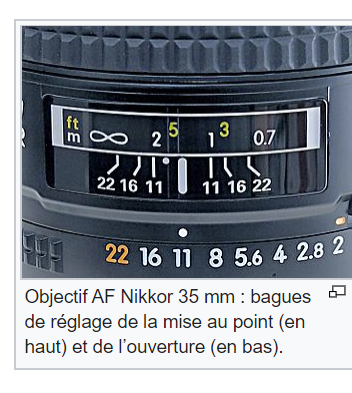 ft
m ∞ 2 5 1 3 0.7
22 16 11 11 16 22
22 16 11 8 5.6 4 2.8 2
Objectif AF Nikkor 35 mm : bagues
de réglage de la mise au point (en
haut) et de l’ouverture (en bas).